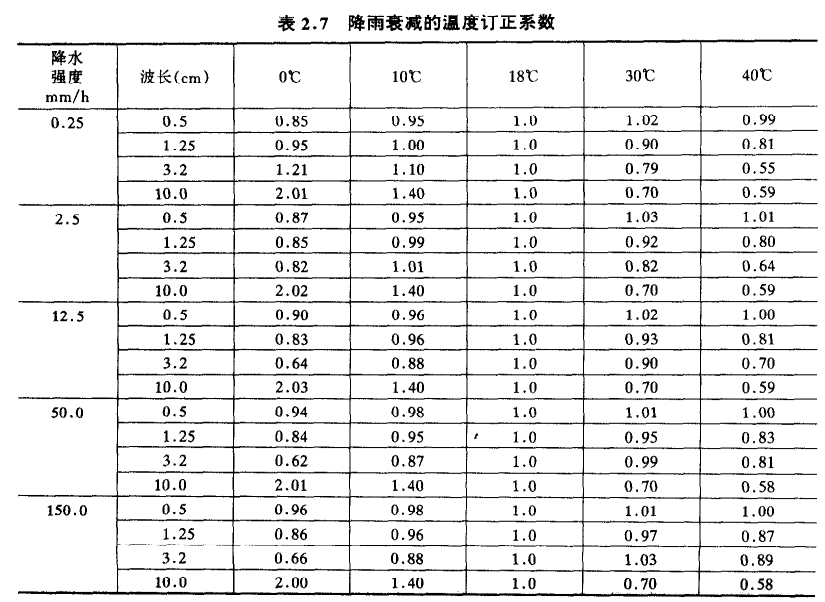 表 2.7 降雨衰减的温度订正系数
降水
强度
mm/h 波长(cm) 0℃ 10℃ 18℃ 30℃ 40℃
0.25 0.5 0.85 0.95 1.0 1.02 0.99
1.25 0.95 1.00 1.0 0.90 0.81
3.2 1.21 1.10 1.0 0.79 0.55
10.0 2.01 1.40 1.0 0.70 0.59
2.5 0.5 0.87 0.95 1.0 1.03 1.01
1.25 0.85 0.99 1.0 0.92 0.80
3.2 0.82 1.01 1.0 0.82 0.64
10.0 2.02 1.40 1.0 0.70 0.59
12.5 0.5 0.90 0.96 1.0 1.02 1.00
1.25 0.83 0.96 1.0 0.93 0.81
3.2 0.64 0.88 1.0 0.90 0.70
10.0 2.03 1.40 1.0 0.70 0.59
50.0 0.5 0.94 0.98 1.0 1.01 1.00
1.25 0.84 0.95 1.0 0.95 0.83
3.2 0.62 0.87 1.0 0.99 0.81
10.0 2.01 1.40 1.0 0.70 0.58
150.0 0.5 0.96 0.98 1.0 1.01 1.00
1.25 0.86 0.96 1.0 0.97 0.87
3.2 0.66 0.88 1.0 1.03 0.89
10.0 2.00 1.40 1.0 0.70 0.58